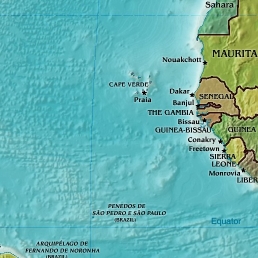 Sahara
MAURITA
Nouakchott
CAPE VERDE
Praia
Dakar
SENEGAL
Banjul
THE GAMBIA
Bissau
GUINEA-BISSAU
GUINEA
Conakry
Freetown
SIERRA
LEONE
Monrovia
LIBER
PENEDOS DE
SÃO PEDRO E SÃO PAULO
(BRAZIL)
Equator
ARQUIPÉLAGO DE
FERNANDO DE NORONHA
(BRAZIL)